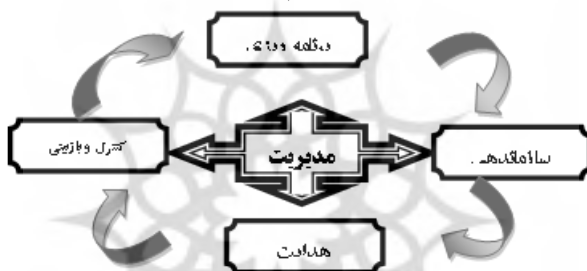 برنامه ریزی
سازماندهی
مدیریت
کنترل و بازبینی
هدایت